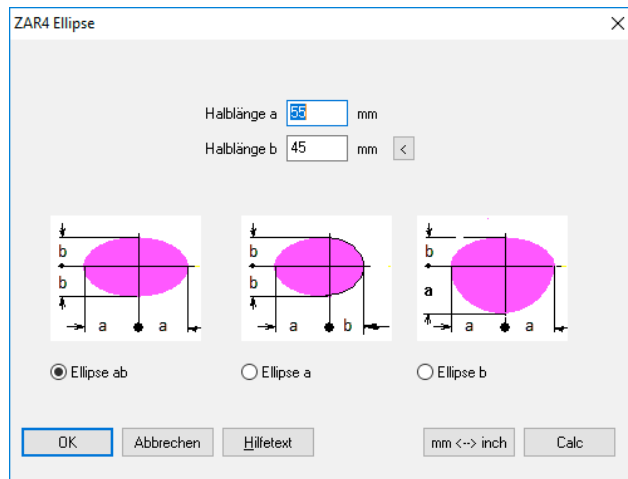 ZAR4 Ellipse
Halblänge a 55 mm
Halblänge b 45 mm <
b b b
b b a
a a a b a a
Ellipse ab Ellipse a Ellipse b
OK Abbrechen Hilfetext mm <--> inch Calc